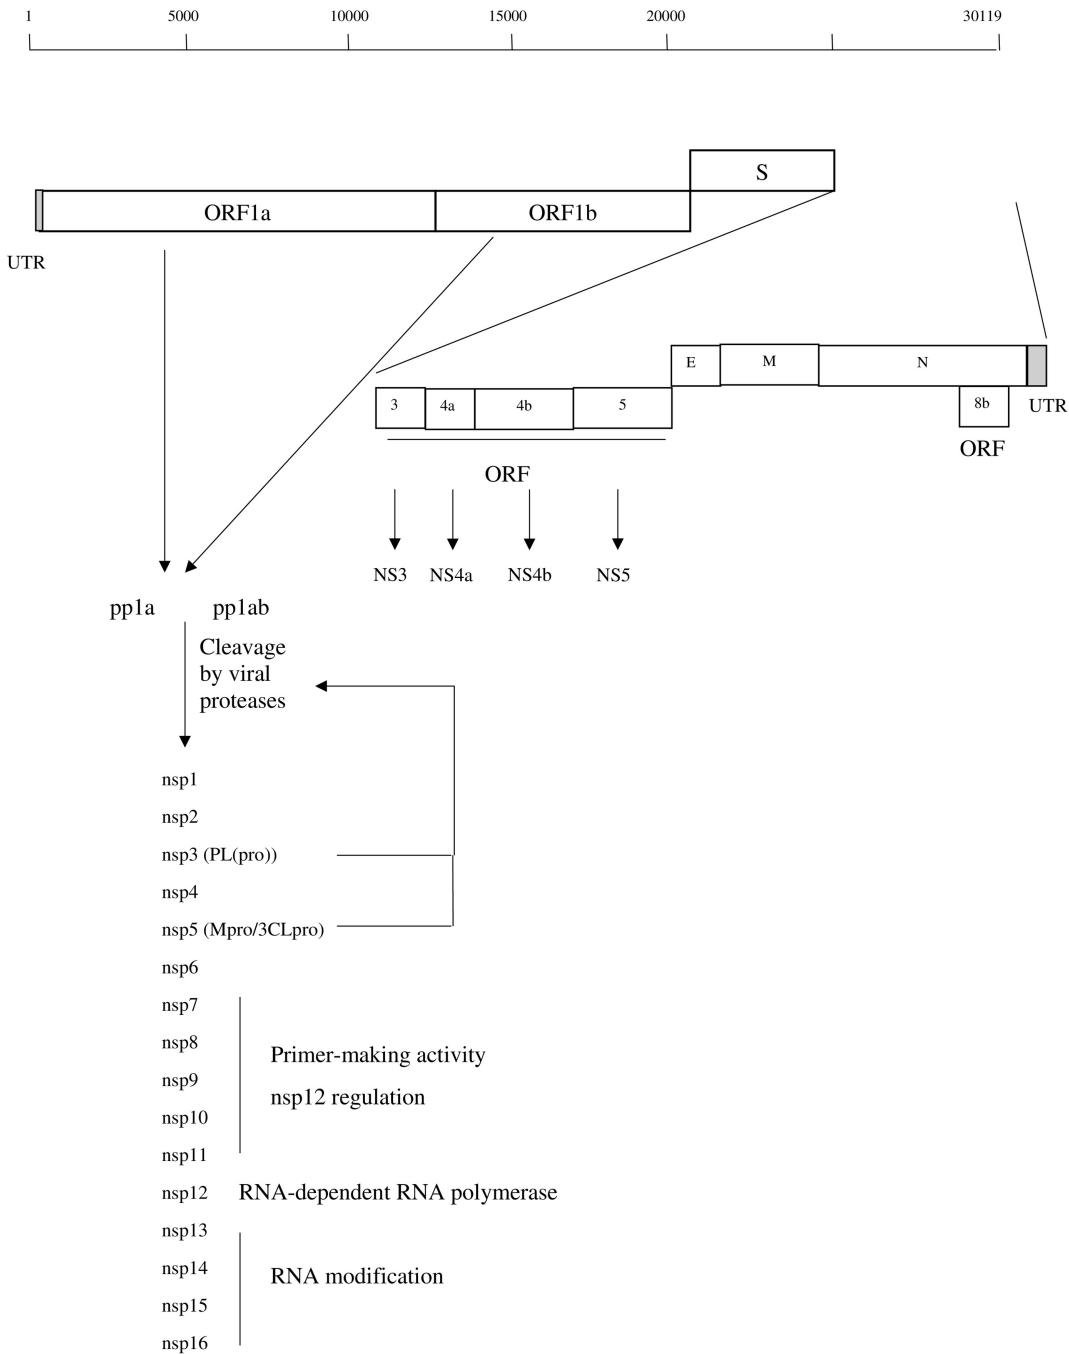 1 5000 10000 15000 20000 30119
S
ORF1a ORF1b
UTR
E M N
3 4a 4b 5 8b UTR
ORF
ORF
NS3 NS4a NS4b NS5
pp1a pp1ab
Cleavage
by viral
proteases
nsp1
nsp2
nsp3 (PL(pro))
nsp4
nsp5 (Mpro/3CLpro)
nsp6
nsp7
nsp8
Primer-making activity
nsp9
nsp12 regulation
nsp10
nsp11
nsp12 RNA-dependent RNA polymerase
nsp13
nsp14
RNA modification
nsp15
nsp16